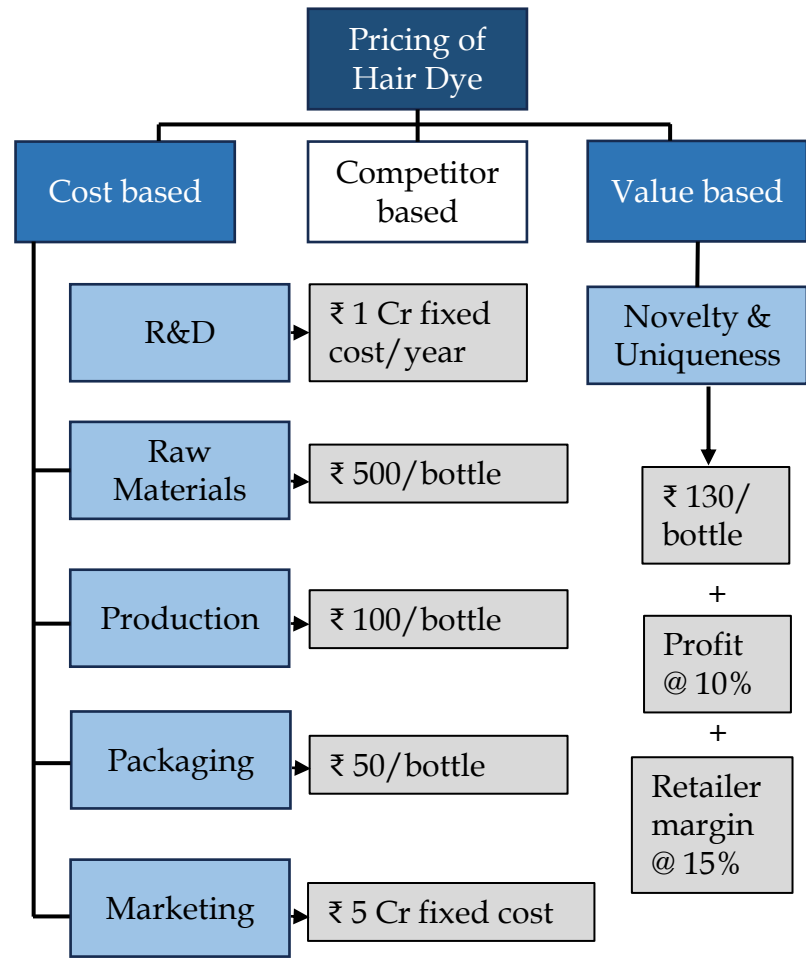 Pricing of
Hair Dye
Cost based
Competitor
based
Value based
R&D
₹ 1 Cr fixed
cost/year
Raw
Materials
₹ 500/bottle
Production
₹ 100/bottle
Packaging
₹ 50/bottle
Marketing
₹ 5 Cr fixed cost
Novelty &
Uniqueness
₹ 130/
bottle
+
Profit
@ 10%
+
Retailer
margin
@ 15%